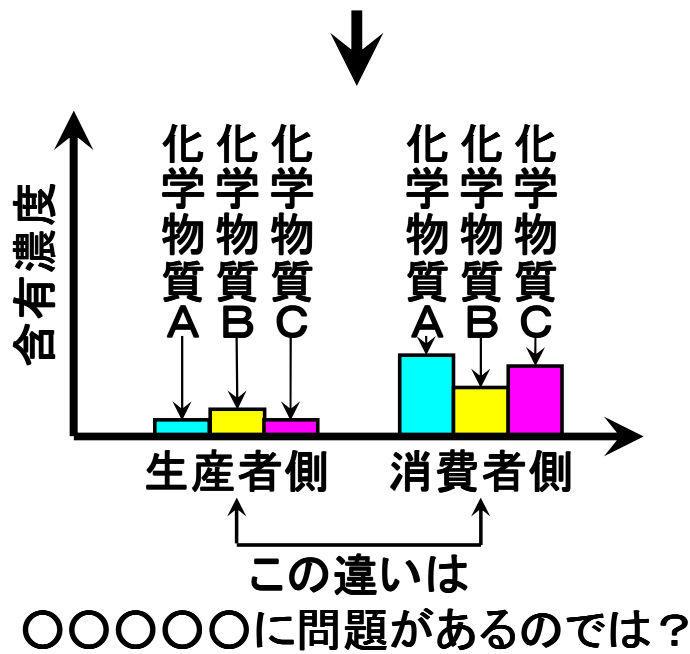 化学物質A
化学物質B
化学物質C
化学物質A
化学物質B
化学物質C
含有濃度
生産者側
消費者側
この違いは
○○○○○に問題があるのでは？